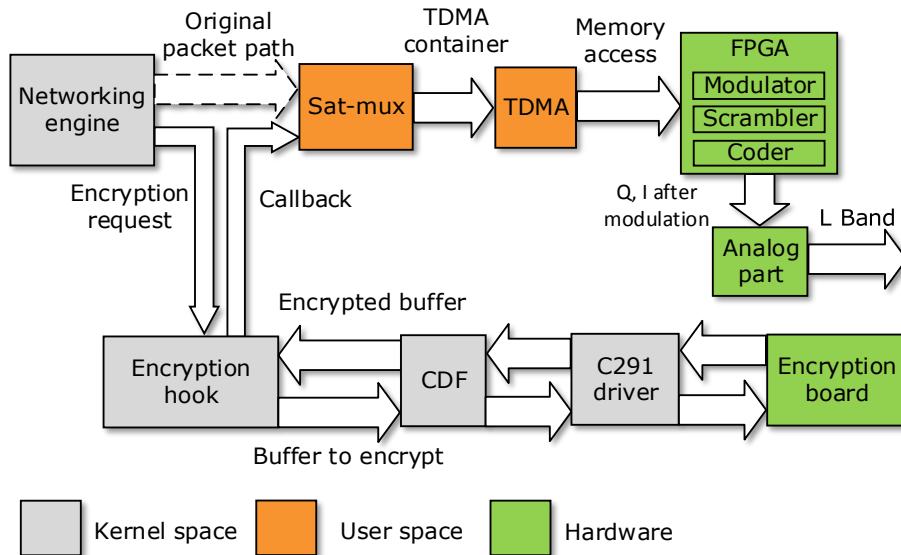 Original
packet path
TDMA
container
Memory
access
FPGA
Modulator
Scrambler
Coder
Networking
engine
Sat-mux
TDMA
Encryption
request
Callback
Q, I after
modulation
L Band
Analog
part
Encrypted buffer
Encryption
hook
CDF
C291
driver
Encryption
board
Buffer to encrypt
Kernel space
User space
Hardware